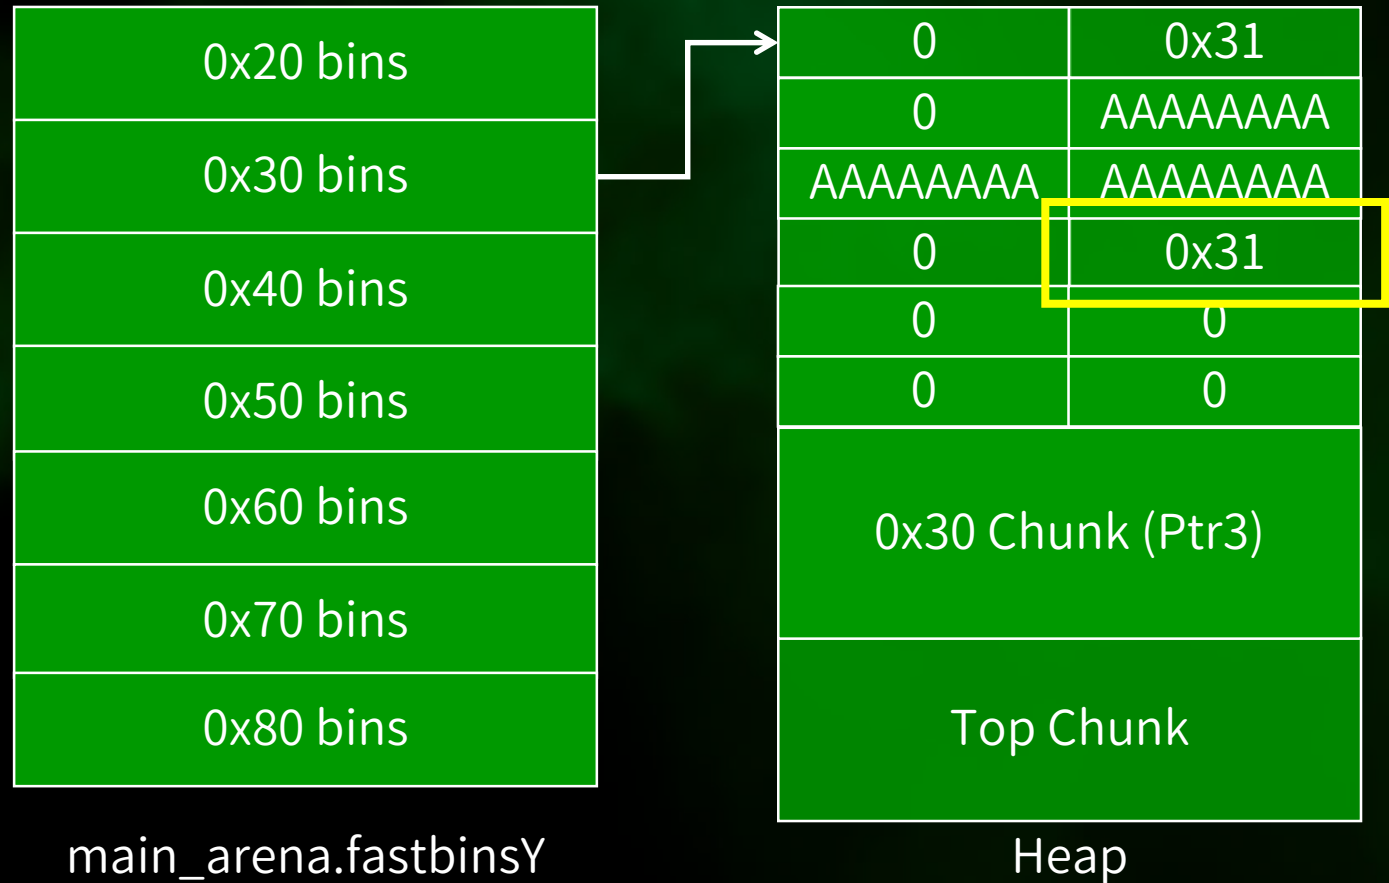 0x20 bins
0x30 bins
0x40 bins
0x50 bins
0x60 bins
0x70 bins
0x80 bins
main_arena.fastbinsY
0 0x31
0 AAAAAAAA
AAAAAAAA AAAAAAAA
0 0x31
0 0
0 0
0x30 Chunk (Ptr3)
Top Chunk
Heap